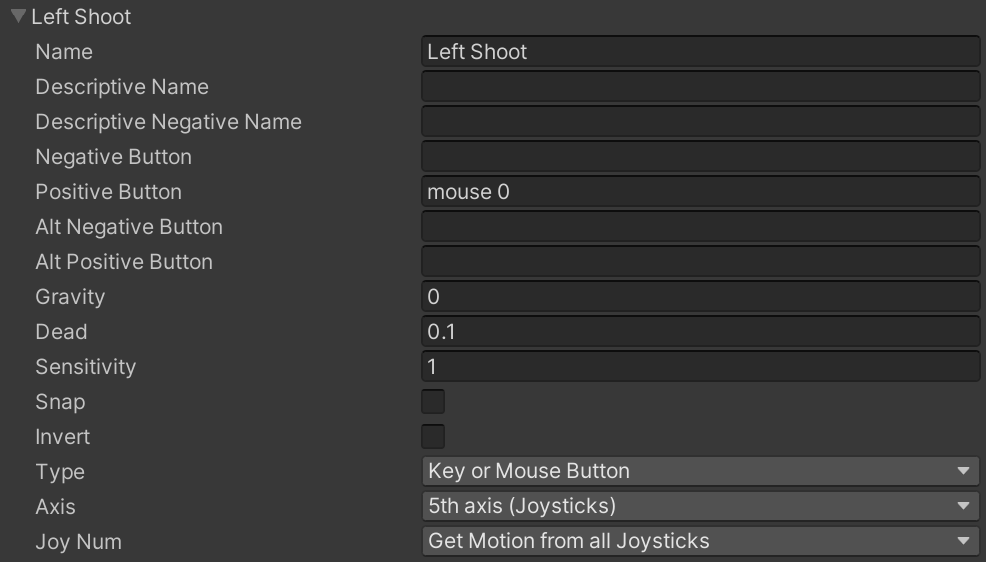 Left Shoot
Name Left Shoot
Descriptive Name
Descriptive Negative Name
Negative Button
Positive Button mouse 0
Alt Negative Button
Alt Positive Button
Gravity 0
Dead 0.1
Sensitivity 1
Snap
Invert
Type Key or Mouse Button
Axis 5th axis (Joysticks)
Joy Num Get Motion from all Joysticks